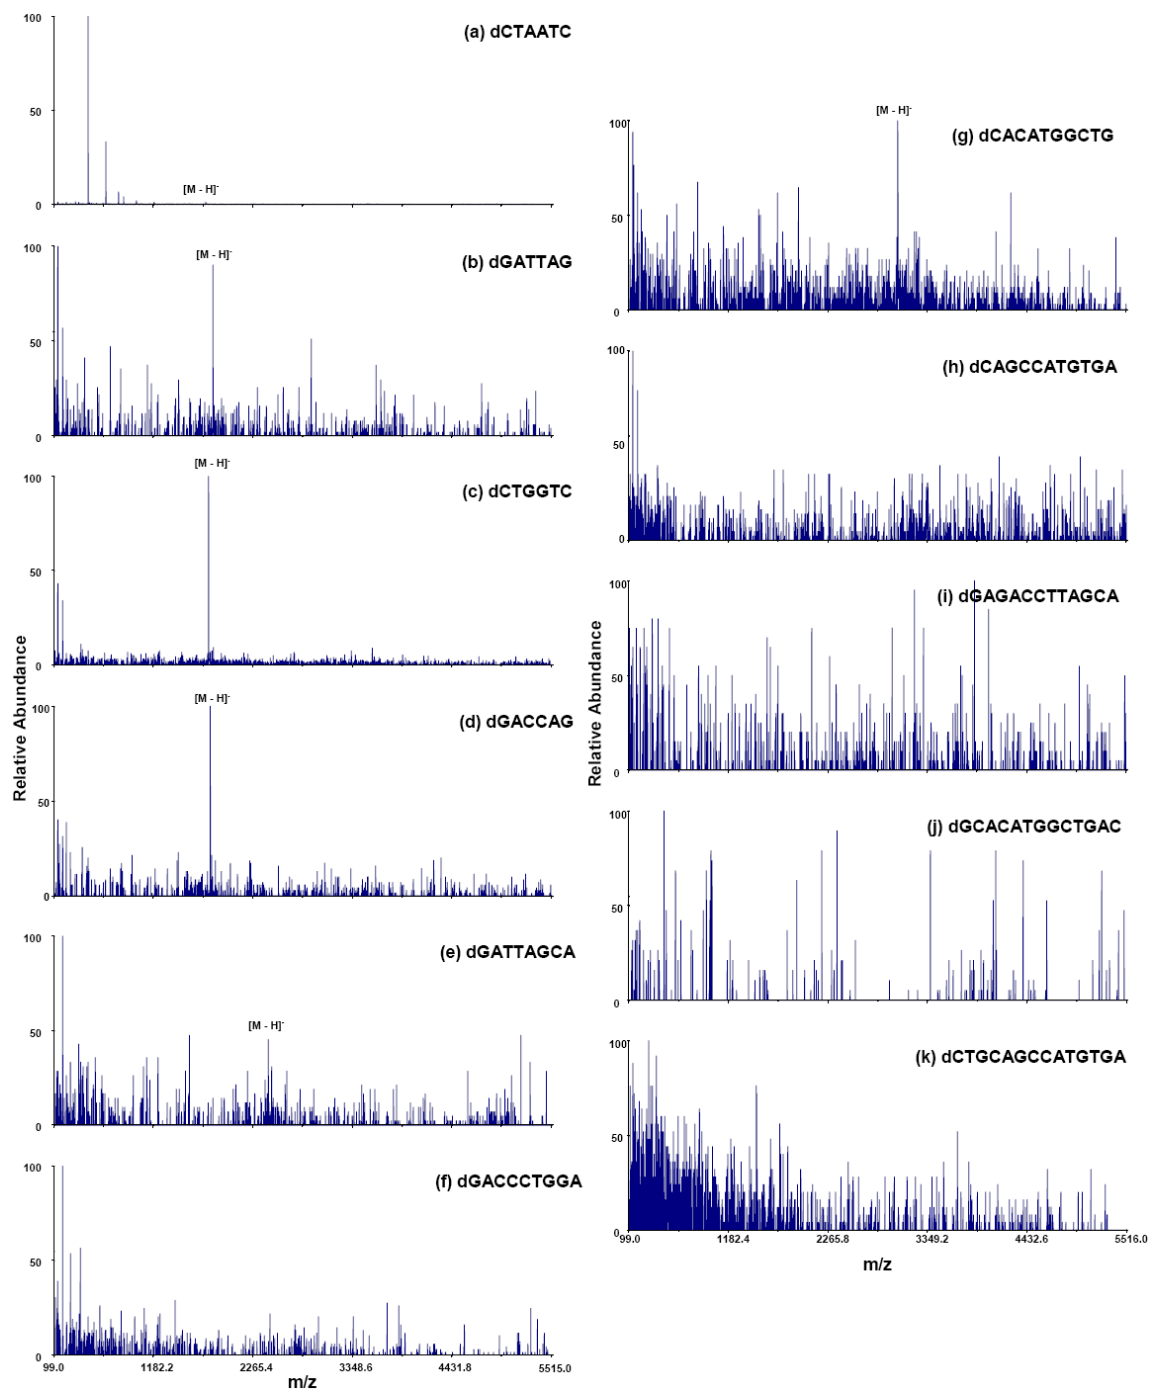 (a) dCTAATC
100
50
0
[M - H]-
(b) dGATTAG
100
50
0
[M - H]-
(c) dCTGGTC
100
50
0
[M - H]-
(d) dGACCAG
100
50
0
[M - H]-
(e) dGATTAGCA
100
50
0
[M - H]-
(f) dGACCCTGGA
100
50
0
99.0 1182.2 2265.4 3348.6 4431.8 5515.0
m/z
Relative Abundance
(g) dCACATGGCTG
100
50
0
[M - H]-
(h) dCAGCCATGTGA
100
50
0
(i) dGAGACCTTAGCA
100
50
0
(j) dGCACATGGCTGAC
100
50
0
(k) dCTGCAGCCATGTGA
100
50
0
99.0 1182.4 2265.8 3349.2 4432.6 5516.0
m/z
Relative Abundance